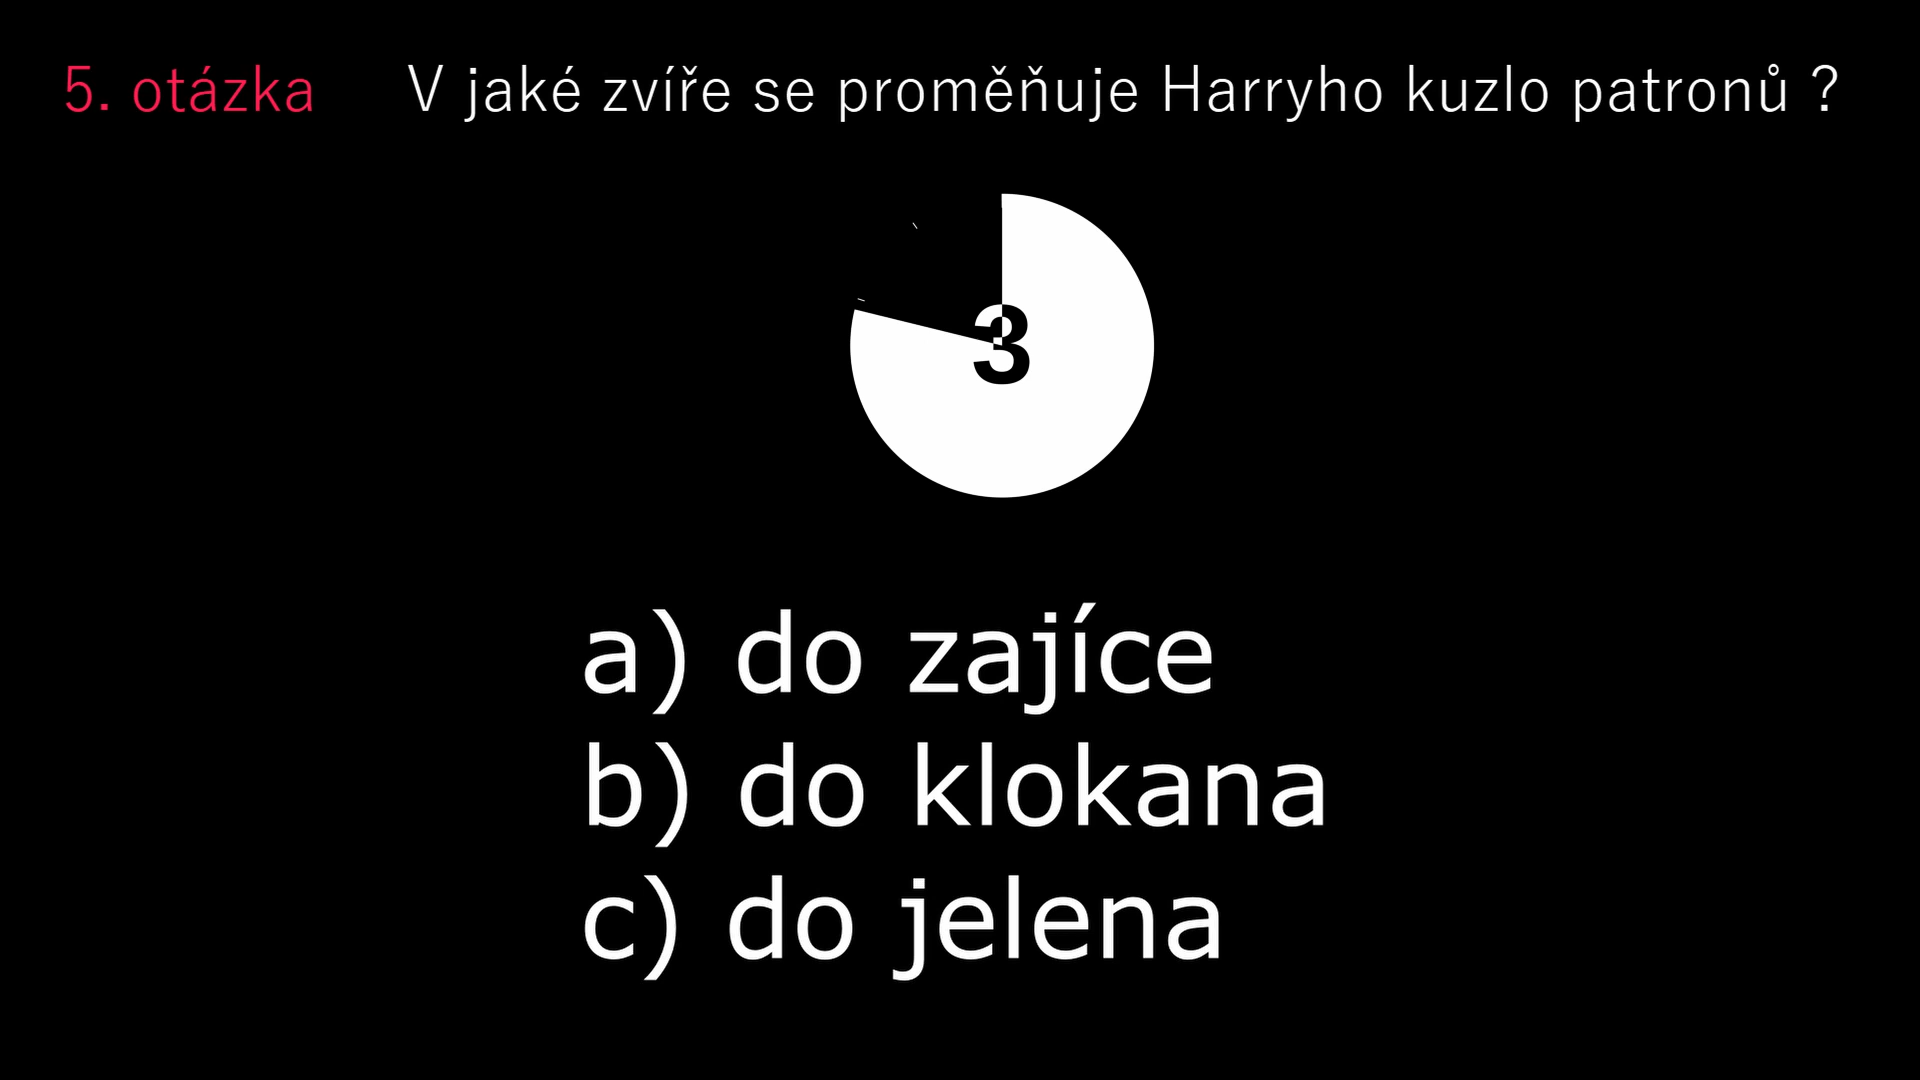 5. otázka V jaké zvíře se proměňuje Harryho kuzlo patronů ?
3
a) do zajíce
b) do klokana
c) do jelena